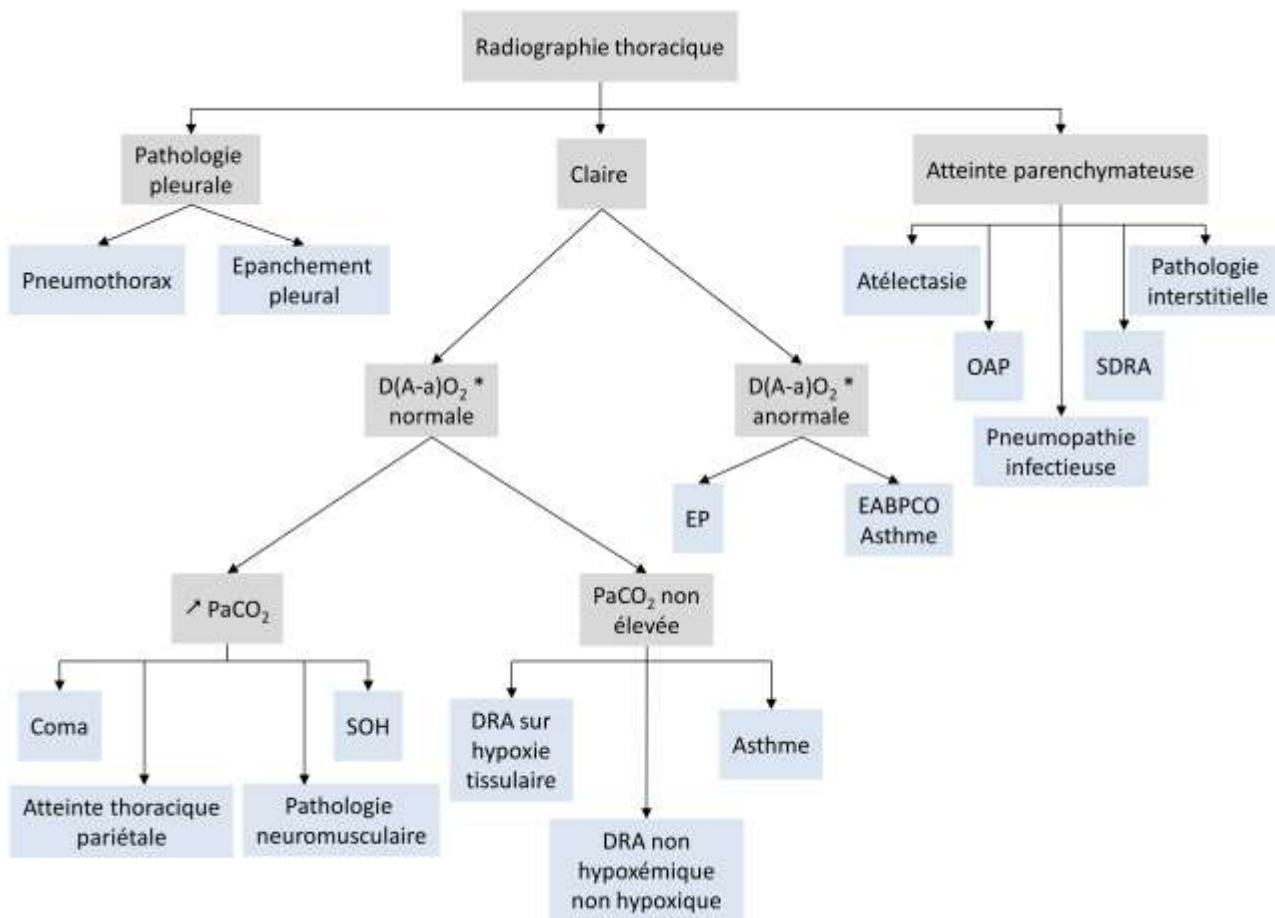 Radiographie thoracique
Pathologie
pleurale
Claire
Atteinte parenchymateuse
Pneumothorax
Epanchement
pleural
Atélectasie
Pathologie
interstitielle
OAP
SDRA
Pneumopathie
infectieuse
D(A-a)O₂ *
normale
D(A-a)O₂ *
anormale
EP
EABPCO
Asthme
↗ PaCO₂
PaCO₂ non
élevée
Coma
SOH
Atteinte thoracique
pariétale
Pathologie
neuromusculaire
DRA sur
hypoxie
tissulaire
Asthme
DRA non
hypoxémique
non hypoxique